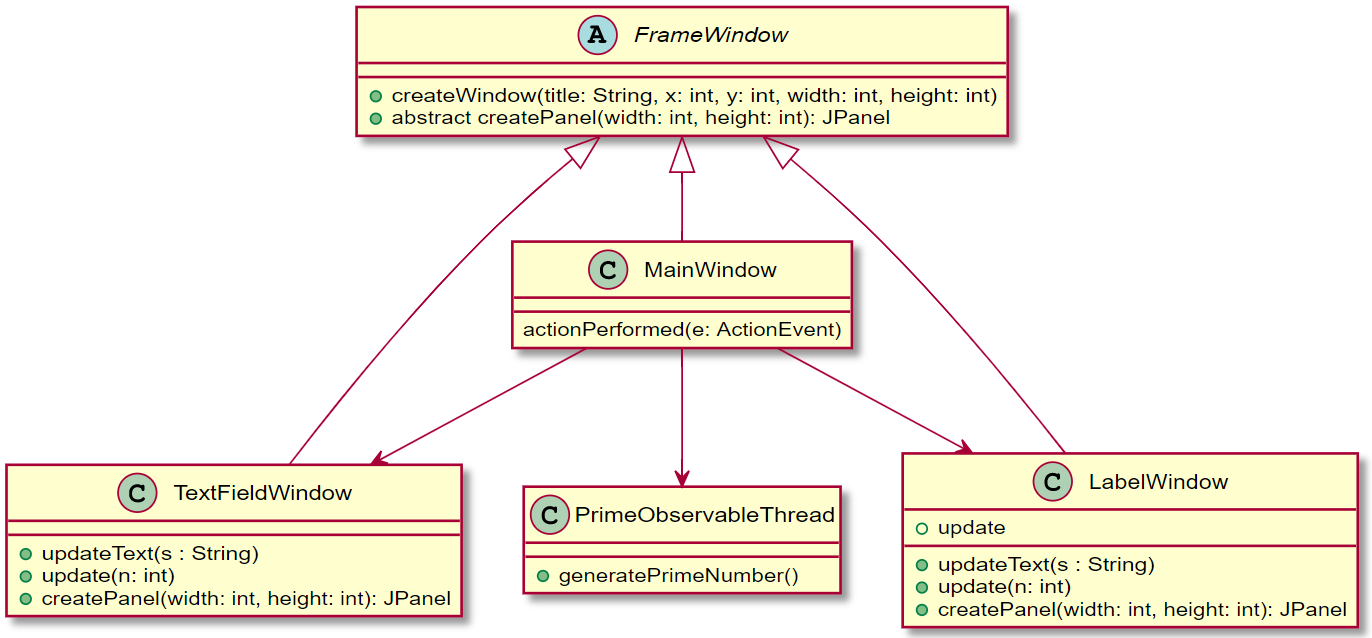 A FrameWindow
createWindow(title: String, x: int, y: int, width: int, height: int)
abstract createPanel(width: int, height: int): JPanel
C MainWindow
actionPerformed(e: ActionEvent)
C TextFieldWindow
updateText(s : String)
update(n: int)
createPanel(width: int, height: int): JPanel
C PrimeObservableThread
generatePrimeNumber()
C LabelWindow
update
updateText(s : String)
update(n: int)
createPanel(width: int, height: int): JPanel